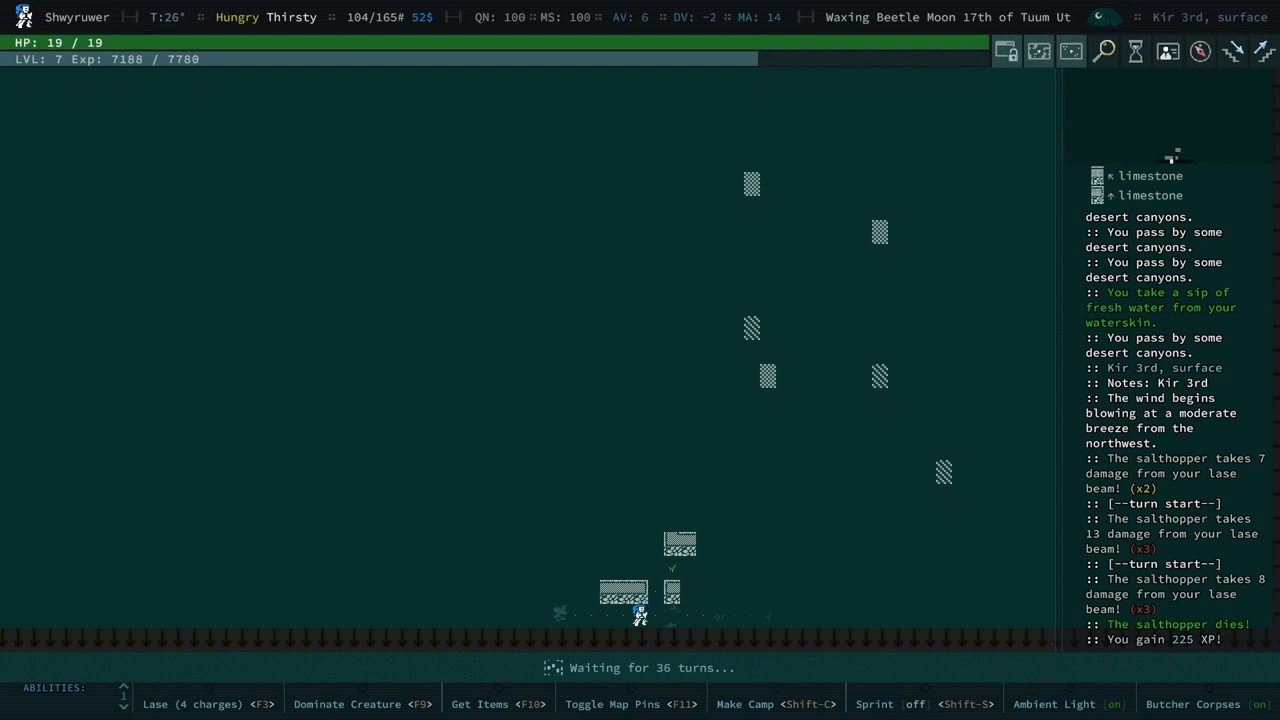 Shwyruwer T:26° :: Hungry Thirsty :: 104/165# 52$ QN: 100 :: MS: 100 :: AV: 6 :: DV: -2 :: MA: 14 Waxing Beetle Moon 17th of Tuum Ut :: Kir 3rd, surface
HP: 19 / 19
LVL: 7 Exp: 7188 / 7780
↖ limestone
↑ limestone
desert canyons.
:: You pass by some
desert canyons.
:: You pass by some
desert canyons.
:: You take a sip of
fresh water from your
waterskin.
:: You pass by some
desert canyons.
:: Kir 3rd, surface
:: Notes: Kir 3rd
:: The wind begins
blowing at a moderate
breeze from the
northwest.
:: The salthopper takes 7
damage from your lase
beam! (x2)
:: [--turn start--]
:: The salthopper takes
13 damage from your lase
beam! (x3)
:: [--turn start--]
:: The salthopper takes 8
damage from your lase
beam! (x3)
:: The salthopper dies!
:: You gain 225 XP!
Waiting for 36 turns...
ABILITIES: 1 Lase (4 charges) <F3> Dominate Creature <F9> Get Items <F10> Toggle Map Pins <F11> Make Camp <Shift-C> Sprint [off] <Shift-S> Ambient Light [on] Butcher Corpses [on]